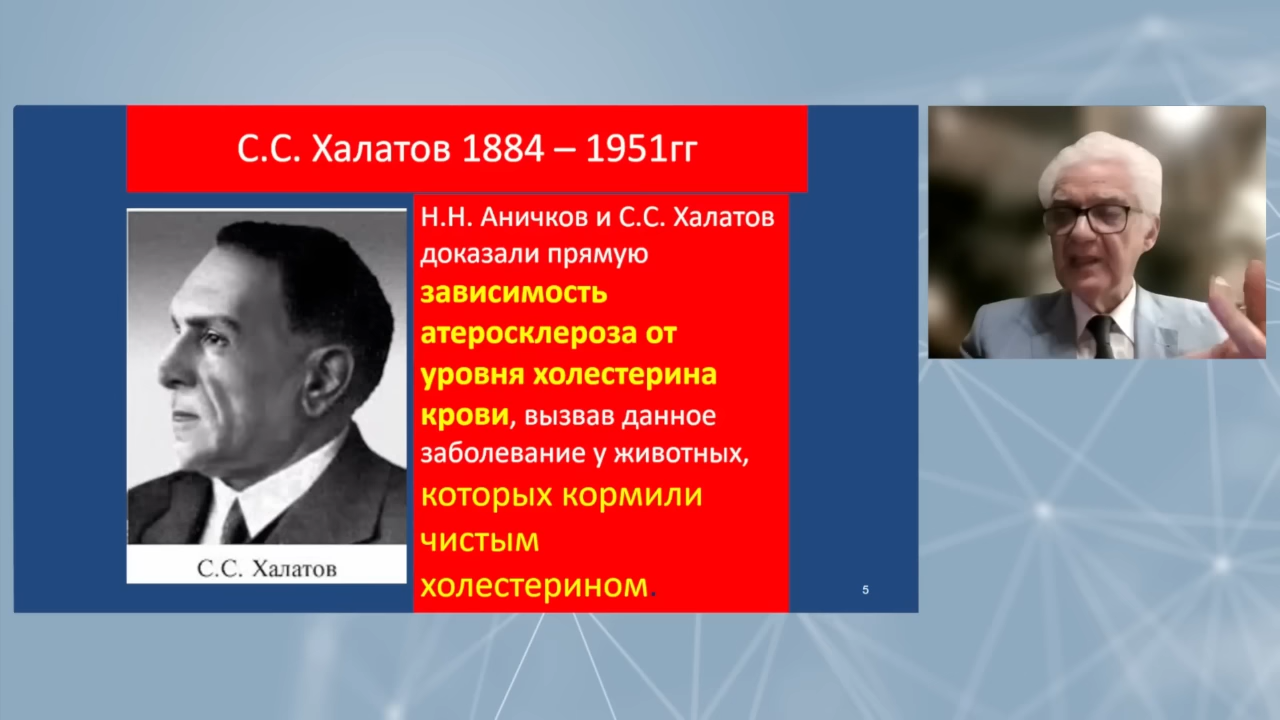 С.С. Халатов 1884 – 1951гг
Н.Н. Аничков и С.С. Халатов
доказали прямую
зависимость
атеросклероза от
уровня холестерина
крови, вызвав данное
заболевание у животных,
которых кормили
чистым
холестерином.
С.С. Халатов
5